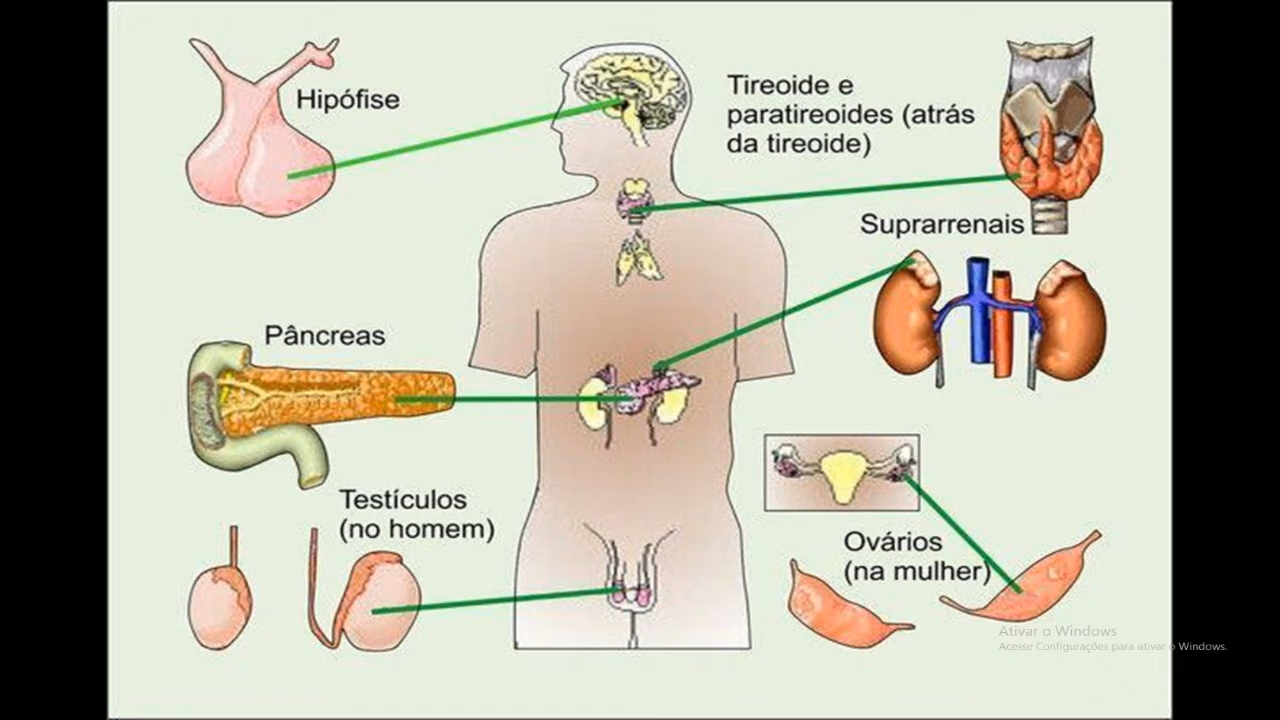 Hipófise
Tireoide e
paratireoides (atrás
da tireoide)
Suprarrenais
Pâncreas
Testículos
(no homem)
Ovários
(na mulher)
Ativar o Windows
Acesse Configurações para ativar o Windows.